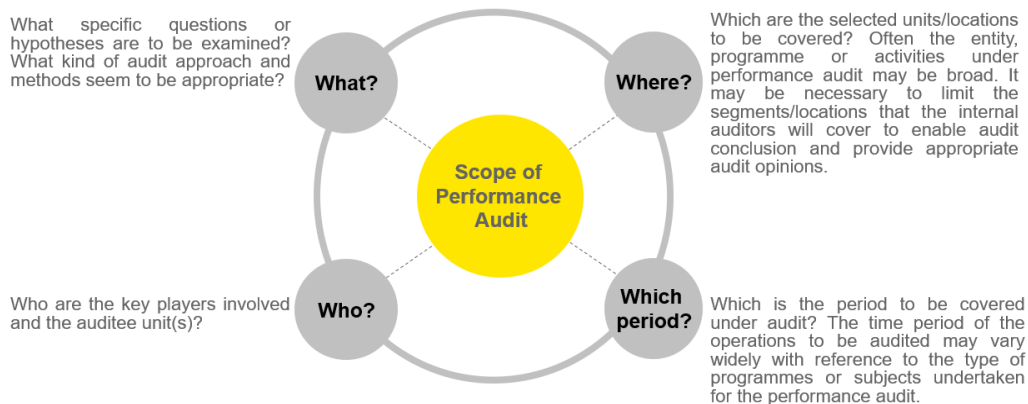 What specific questions or
hypotheses are to be examined?
What kind of audit approach and
methods seem to be appropriate?
What?
Where?
Which are the selected units/locations
to be covered? Often the entity,
programme or activities under
performance audit may be broad. It
may be necessary to limit the
segments/locations that the internal
auditors will cover to enable audit
conclusion and provide appropriate
audit opinions.
Scope of
Performance
Audit
Who are the key players involved
and the auditee unit(s)?
Who?
Which
period?
Which is the period to be covered
under audit? The time period of the
operations to be audited may vary
widely with reference to the type of
programmes or subjects undertaken
for the performance audit.